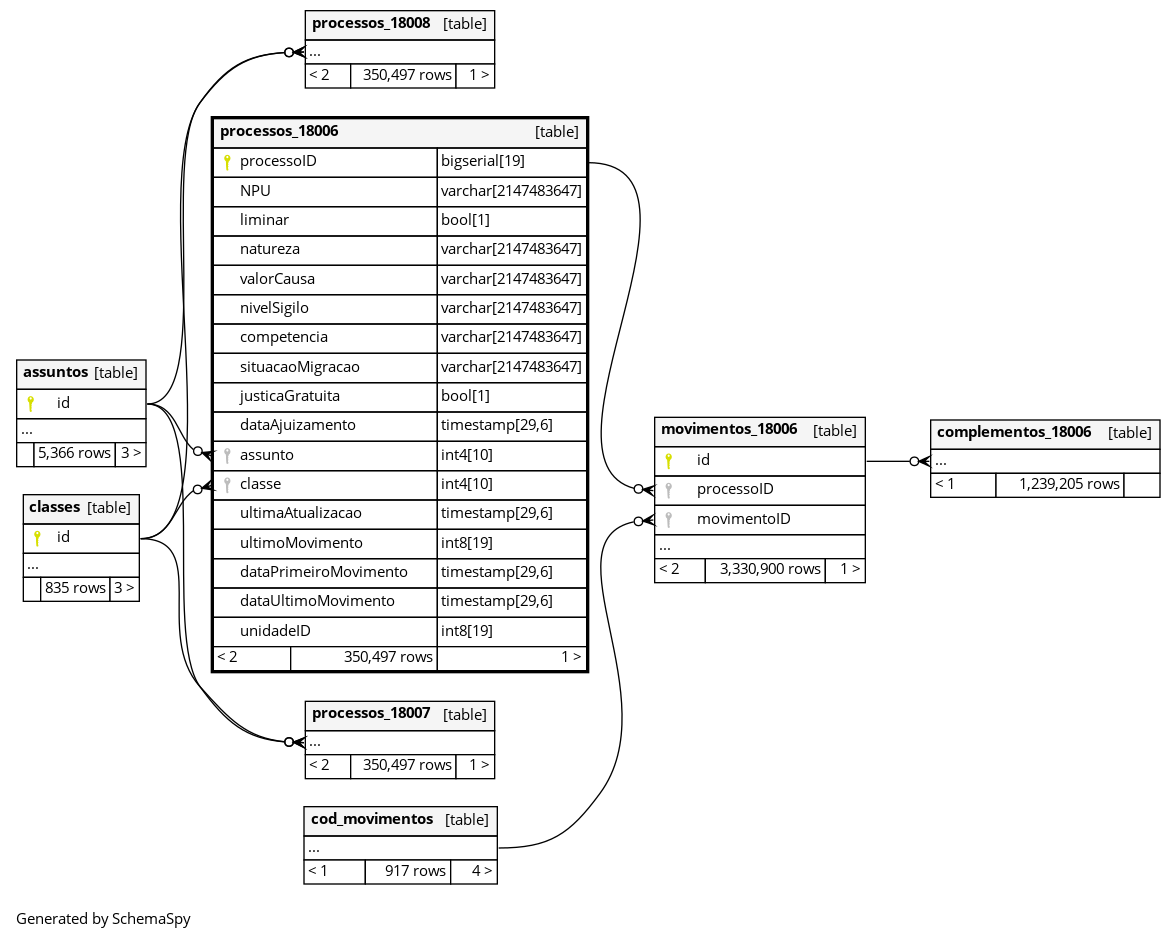 processos_18008 [table]
...
< 2 350,497 rows 1 >
processos_18006 [table]
processoID bigserial[19]
NPU varchar[2147483647]
liminar bool[1]
natureza varchar[2147483647]
valorCausa varchar[2147483647]
nivelSigilo varchar[2147483647]
competencia varchar[2147483647]
situacaoMigracao varchar[2147483647]
justicaGratuita bool[1]
dataAjuizamento timestamp[29,6]
assunto int4[10]
classe int4[10]
ultimaAtualizacao timestamp[29,6]
ultimoMovimento int8[19]
dataPrimeiroMovimento timestamp[29,6]
dataUltimoMovimento timestamp[29,6]
unidadeID int8[19]
< 2 350,497 rows 1 >
assuntos [table]
id
...
5,366 rows 3 >
classes [table]
id
...
835 rows 3 >
movimentos_18006 [table]
id
processoID
movimentoID
...
< 2 3,330,900 rows 1 >
complementos_18006 [table]
...
< 1 1,239,205 rows
processos_18007 [table]
...
< 2 350,497 rows 1 >
cod_movimentos [table]
...
< 1 917 rows 4 >
Generated by SchemaSpy